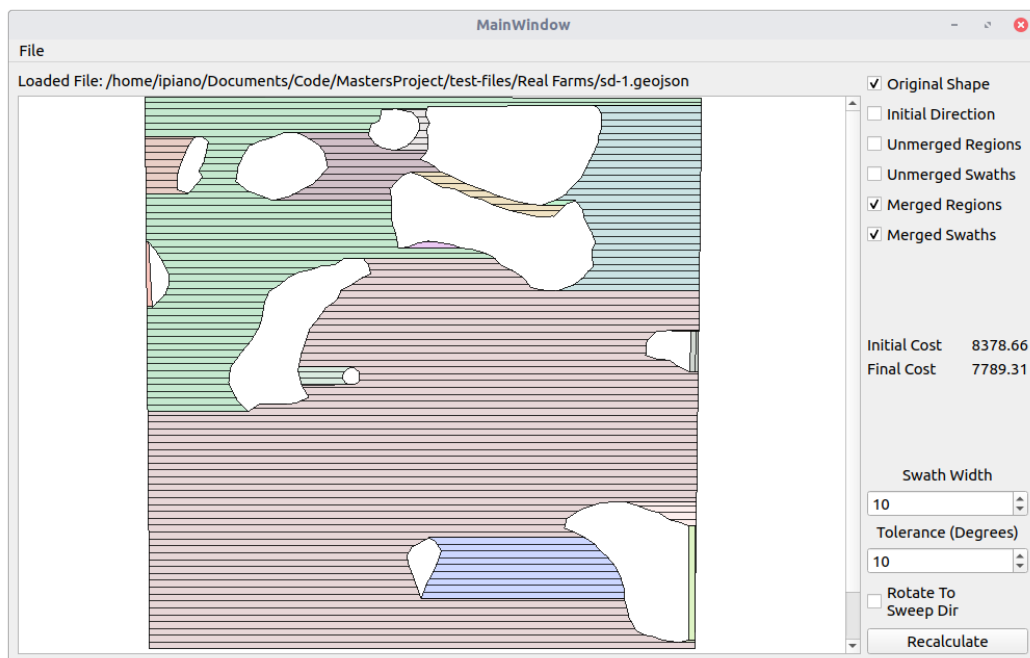 MainWindow
File
Loaded File: /home/ipiano/Documents/Code/MastersProject/test-files/Real Farms/sd-1.geojson
Original Shape
Initial Direction
Unmerged Regions
Unmerged Swaths
Merged Regions
Merged Swaths
Initial Cost 8378.66
Final Cost 7789.31
Swath Width
10
Tolerance (Degrees)
10
Rotate To
Sweep Dir
Recalculate